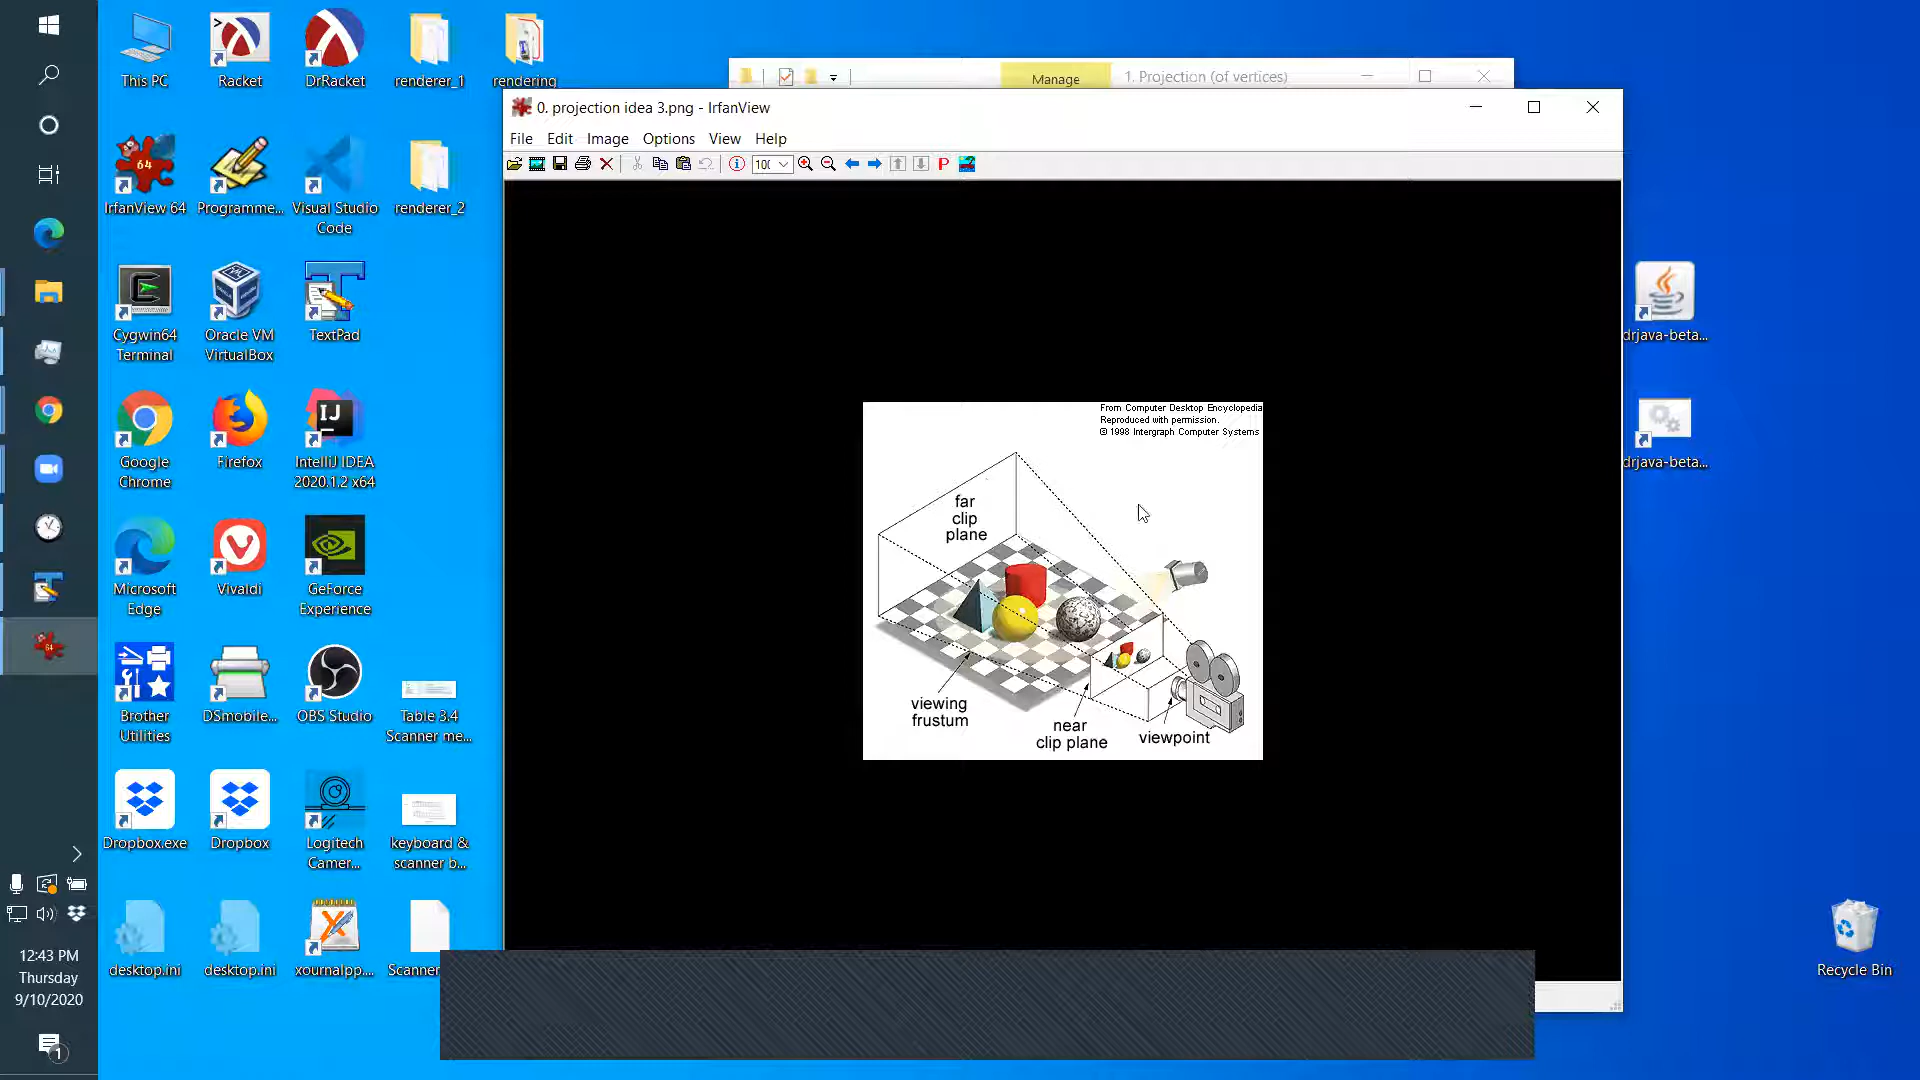 This PC
Racket
DrRacket
renderer_1
rendering
Manage
1. Projection (of vertices)
0. projection idea 3.png - IrfanView
File Edit Image Options View Help
IrfanView 64
Programme...
Visual Studio
Code
renderer_2
From Computer Desktop Encyclopedia
Reproduced with permission.
© 1998 Intergraph Computer Systems
far
clip
plane
viewing
frustum
near
clip plane
viewpoint
Cygwin64
Terminal
Oracle VM
VirtualBox
TextPad
Google
Chrome
Firefox
IntelliJ IDEA
2020.1.2 x64
Microsoft
Edge
Vivaldi
GeForce
Experience
Brother
Utilities
DSmobile...
OBS Studio
Table 3.4
Scanner me...
Dropbox.exe
Dropbox
Logitech
Camer...
keyboard &
scanner b...
desktop.ini
desktop.ini
xournalpp....
Scanner
drjava-beta...
drjava-beta...
Recycle Bin
12:43 PM
Thursday
9/10/2020
1